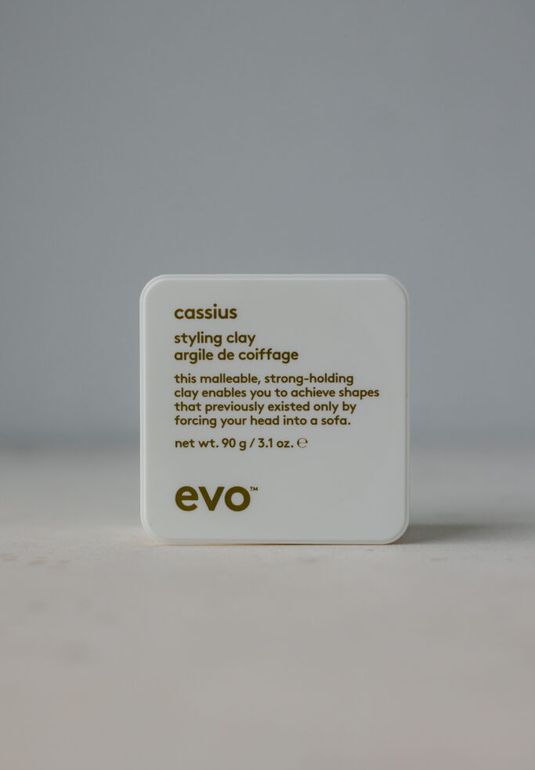 cassius
styling clay
argile de coiffage
this malleable, strong-holding
clay enables you to achieve shapes
that previously existed only by
forcing your head into a sofa.
net wt. 90 g / 3.1 oz. ℮
evo™